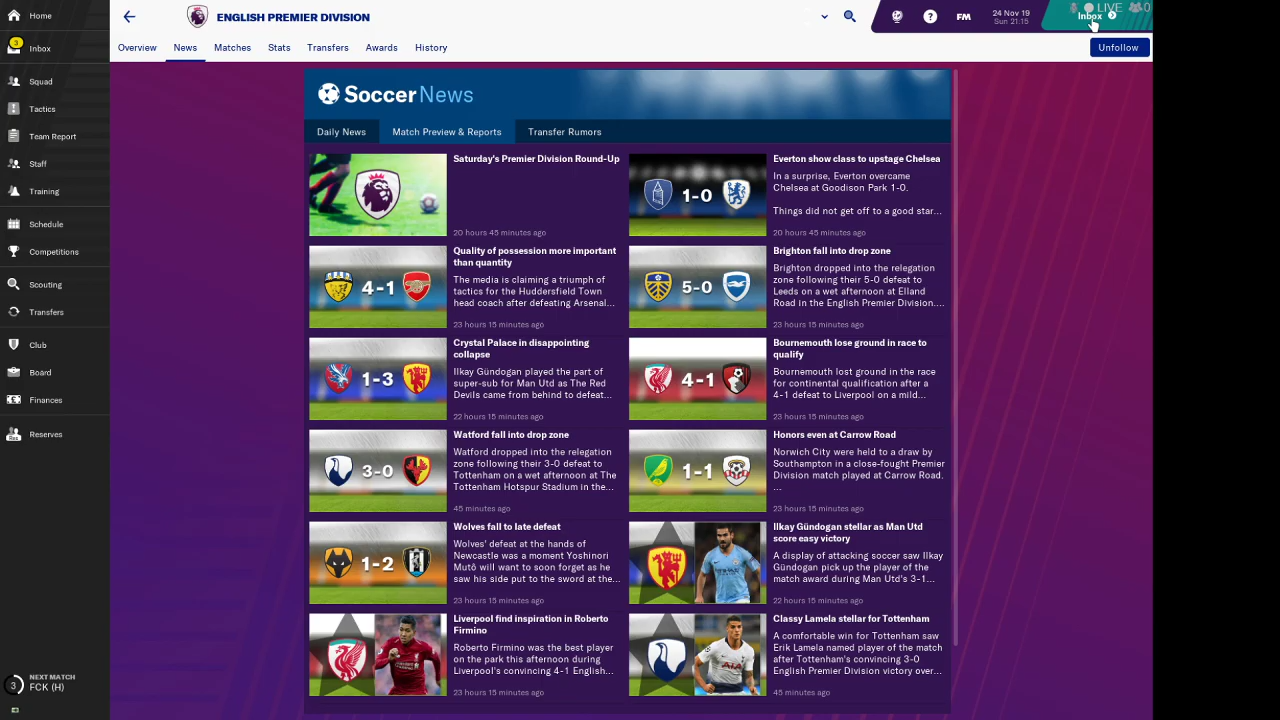 Home
3
Inbox
Squad
Tactics
Team Report
Staff
Training
Schedule
Competitions
Scouting
Transfers
Club
Board
Finances
Reserves
3
NEXT MATCH
FCK (H)
ENGLISH PREMIER DIVISION
?
FM
24 Nov 19
Sun 21:15
LIVE 0
Inbox
Overview News Matches Stats Transfers Awards History
Unfollow
SoccerNews
Daily News Match Preview & Reports Transfer Rumors
Saturday's Premier Division Round-Up
20 hours 45 minutes ago
1-0
Everton show class to upstage Chelsea
In a surprise, Everton overcame
Chelsea at Goodison Park 1-0.
Things did not get off to a good star...
20 hours 45 minutes ago
4-1
Quality of possession more important
than quantity
The media is claiming a triumph of
tactics for the Huddersfield Town
head coach after defeating Arsenal...
23 hours 15 minutes ago
5-0
Brighton fall into drop zone
Brighton dropped into the relegation
zone following their 5-0 defeat to
Leeds on a wet afternoon at Elland
Road in the English Premier Division....
23 hours 15 minutes ago
1-3
Crystal Palace in disappointing
collapse
Ilkay Gündogan played the part of
super-sub for Man Utd as The Red
Devils came from behind to defeat...
22 hours 15 minutes ago
4-1
Bournemouth lose ground in race to
qualify
Bournemouth lost ground in the race
for continental qualification after a
4-1 defeat to Liverpool on a mild...
23 hours 15 minutes ago
3-0
Watford fall into drop zone
Watford dropped into the relegation
zone following their 3-0 defeat to
Tottenham on a wet afternoon at The
Tottenham Hotspur Stadium in the...
45 minutes ago
1-1
Honors even at Carrow Road
Norwich City were held to a draw by
Southampton in a close-fought Premier
Division match played at Carrow Road.
...
23 hours 15 minutes ago
1-2
Wolves fall to late defeat
Wolves' defeat at the hands of
Newcastle was a moment Yoshinori
Mutō will want to soon forget as he
saw his side put to the sword at the...
23 hours 15 minutes ago
Ilkay Gündogan stellar as Man Utd
score easy victory
A display of attacking soccer saw Ilkay
Gündogan pick up the player of the
match award during Man Utd's 3-1...
22 hours 15 minutes ago
Liverpool find inspiration in Roberto
Firmino
Roberto Firmino was the best player
on the park this afternoon during
Liverpool's convincing 4-1 English...
23 hours 15 minutes ago
Classy Lamela stellar for Tottenham
A comfortable win for Tottenham saw
Erik Lamela named player of the match
after Tottenham's convincing 3-0
English Premier Division victory over...
45 minutes ago